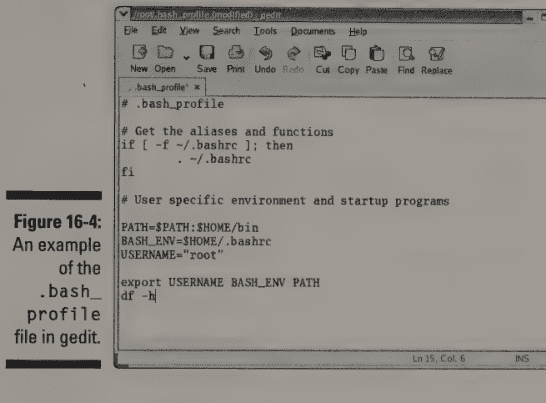 /root/.bash_profile (modified) - gedit
File Edit View Search Tools Documents Help
New Open Save Print Undo Redo Cut Copy Paste Find Replace
.bash_profile* ×
# .bash_profile
# Get the aliases and functions
if [ -f ~/.bashrc ]; then
. ~/.bashrc
fi
# User specific environment and startup programs
PATH=$PATH:$HOME/bin
BASH_ENV=$HOME/.bashrc
USERNAME="root"
export USERNAME BASH_ENV PATH
df -h
Ln 15, Col. 6 INS
Figure 16-4:
An example
of the
.bash_
profile
file in gedit.